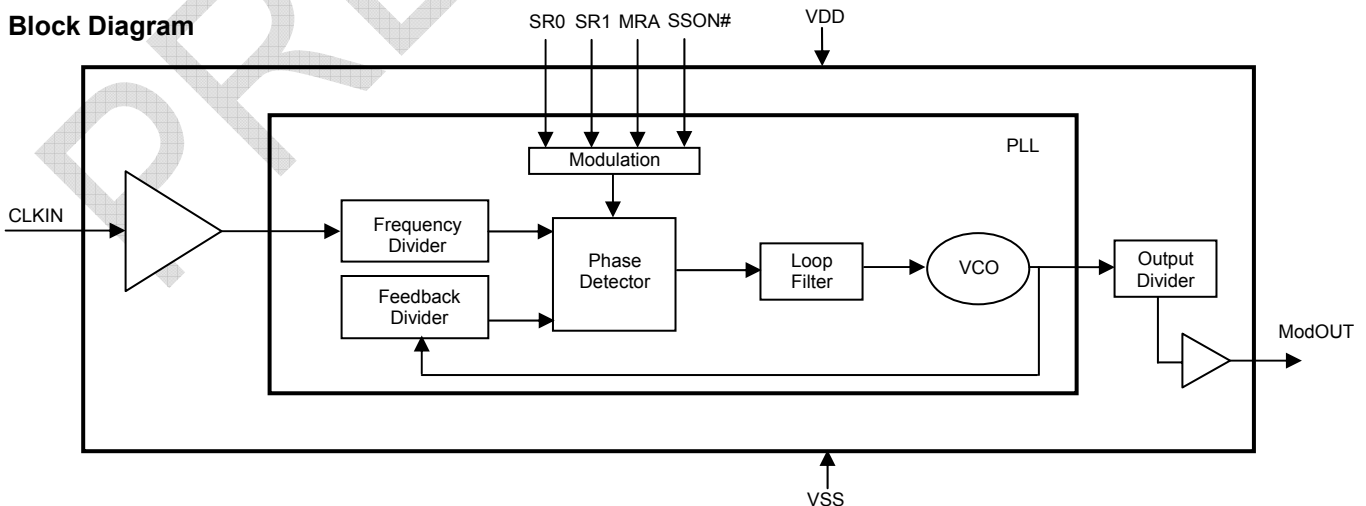 Block Diagram
SR0 SR1 MRA SSON#
VDD
PLL
Modulation
CLKIN
Frequency
Divider
Phase
Detector
Loop
Filter
VCO
Output
Divider
Feedback
Divider
ModOUT
VSS
PRE